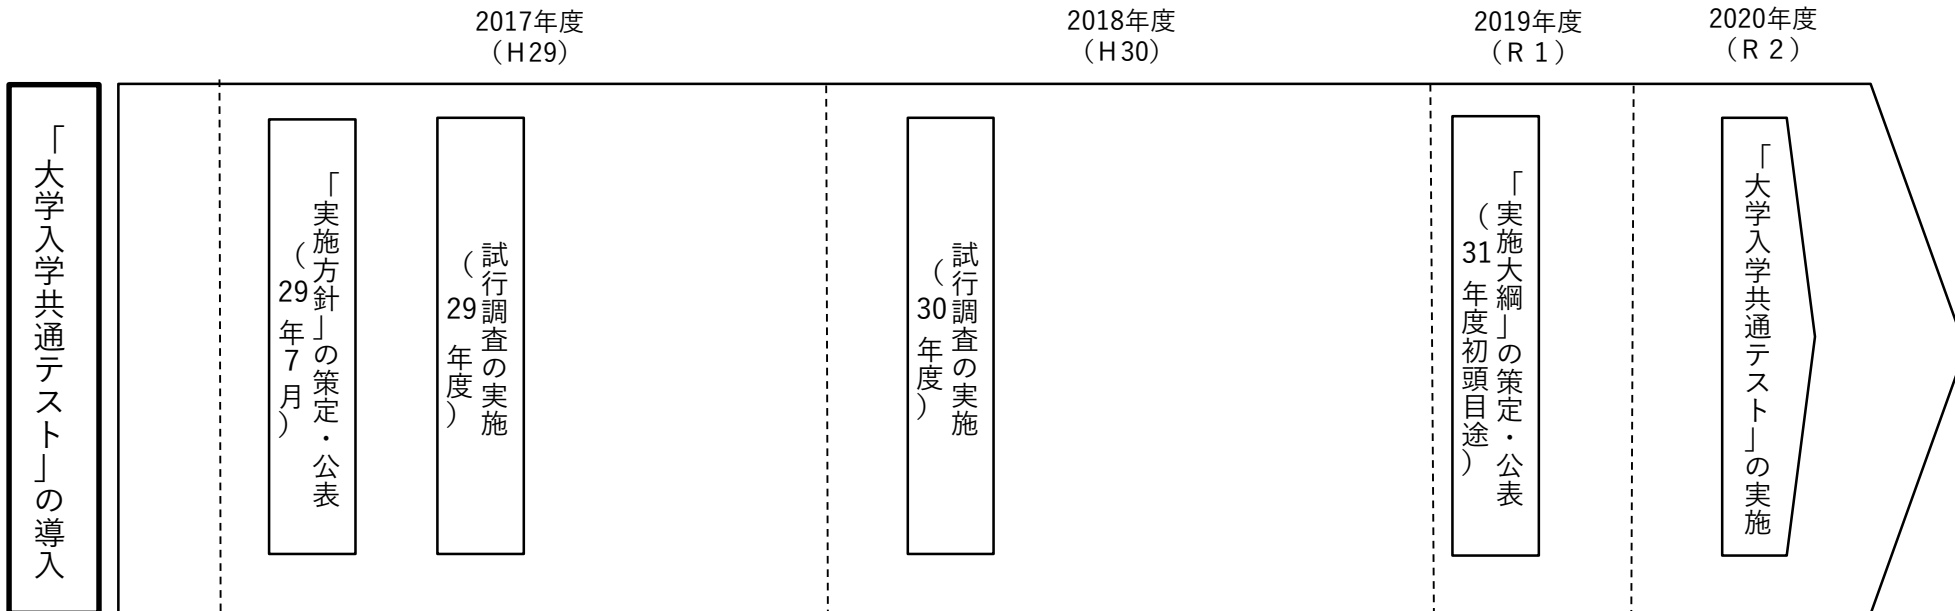 2017年度
（H29）
2018年度
（H30）
2019年度
（R１）
2020年度
（R２）
「大学入学共通テスト」の導入
「実施方針」の策定・公表
（29年７月）
試行調査の実施
（29年度）
試行調査の実施
（30年度）
「実施大綱」の策定・公表
（31年度初頭目途）
「大学入学共通テスト」の実施